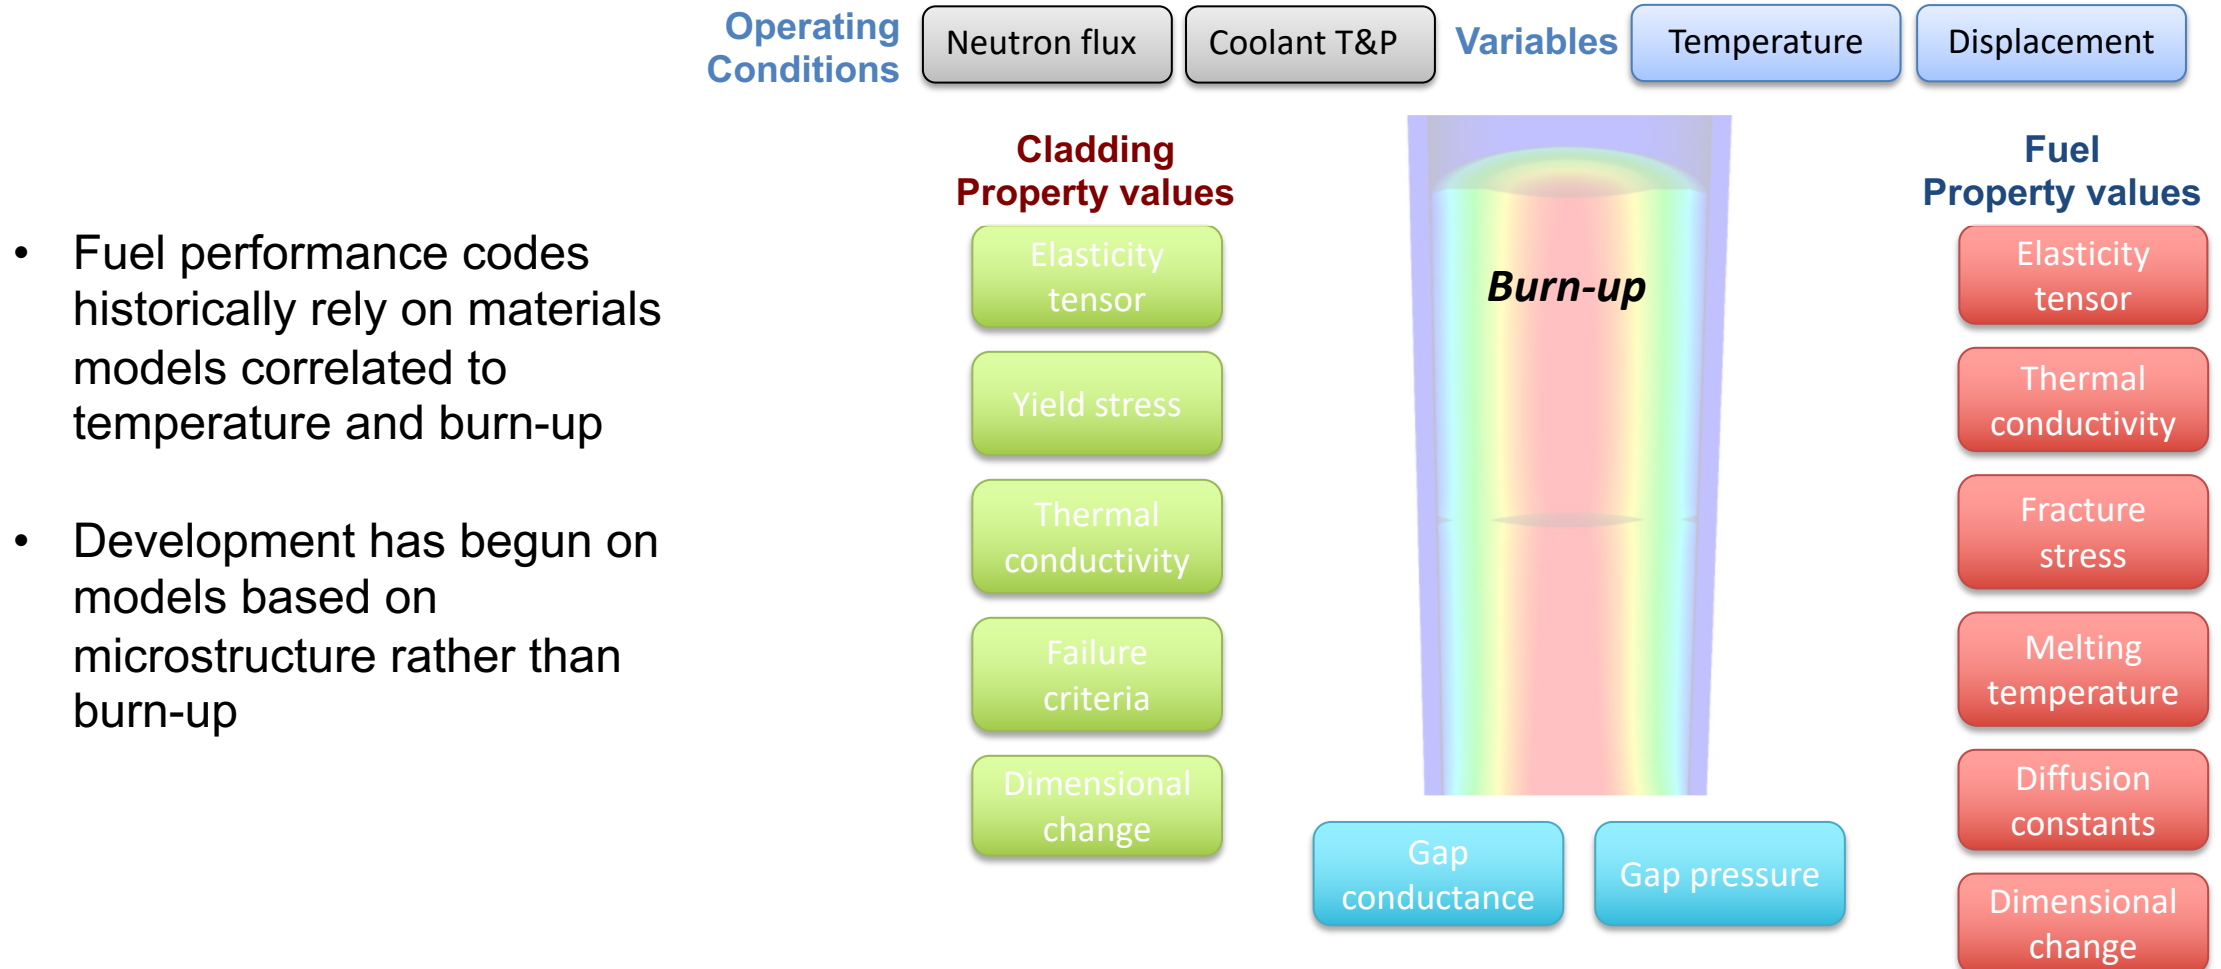 Operating
Conditions
Neutron flux
Coolant T&P
Variables
Temperature
Displacement
• Fuel performance codes
historically rely on materials
models correlated to
temperature and burn-up
• Development has begun on
models based on
microstructure rather than
burn-up
Cladding
Property values
Elasticity
tensor
Yield stress
Thermal
conductivity
Failure
criteria
Dimensional
change
Burn-up
Gap
conductance
Gap pressure
Fuel
Property values
Elasticity
tensor
Thermal
conductivity
Fracture
stress
Melting
temperature
Diffusion
constants
Dimensional
change